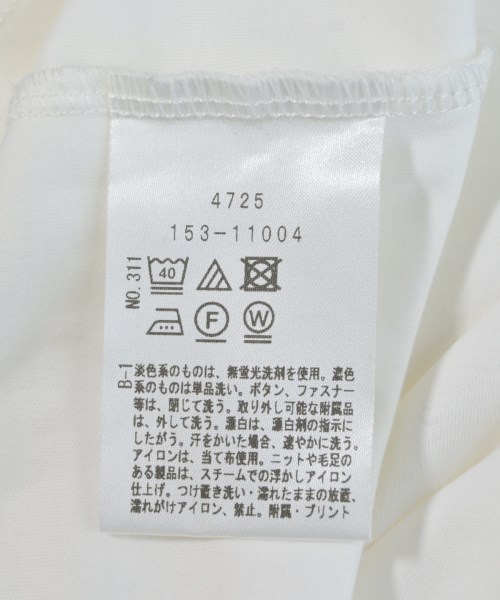 4725
153-11004
NO.311
40
F
W
B-1
淡色系のものは、無蛍光洗剤を使用。濃色
系のものは単品洗い。ボタン、ファスナー
等は、閉じて洗う。取り外し可能な附属品
は、外して洗う。漂白は、漂白剤の指示に
したがう。汗をかいた場合、速やかに洗う。
アイロンは、当て布使用。ニットや毛足の
ある製品は、スチームでの浮かしアイロン
仕上げ。つけ置き洗い・濡れたままの放置、
濡れがけアイロン、禁止。附属・プリント